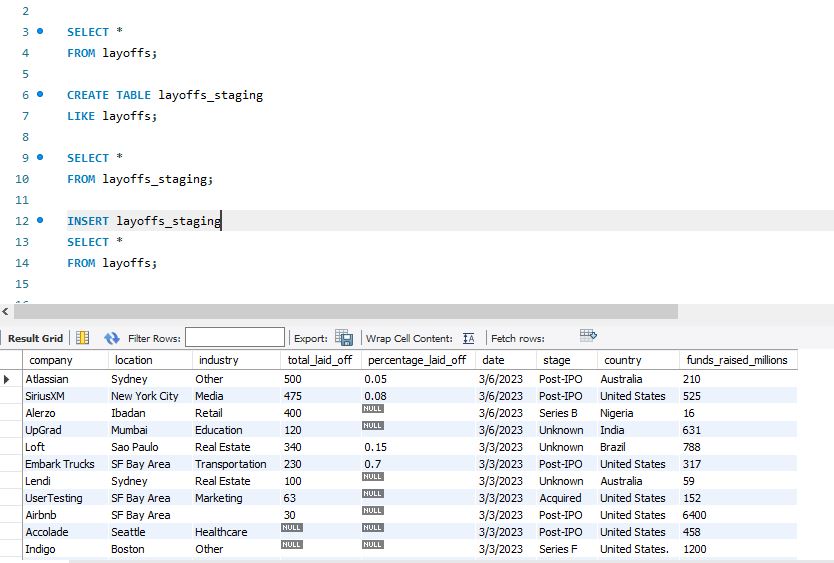 2
3 SELECT *
4 FROM layoffs;
5
6 CREATE TABLE layoffs_staging
7 LIKE layoffs;
8
9 SELECT *
10 FROM layoffs_staging;
11
12 INSERT layoffs_staging
13 SELECT *
14 FROM layoffs;
15
Result Grid Filter Rows: Export: Wrap Cell Content: Fetch rows:
company location industry total_laid_off percentage_laid_off date stage country funds_raised_millions
Atlassian Sydney Other 500 0.05 3/6/2023 Post-IPO Australia 210
SiriusXM New York City Media 475 0.08 3/6/2023 Post-IPO United States 525
Alerzo Ibadan Retail 400 NULL 3/6/2023 Series B Nigeria 16
UpGrad Mumbai Education 120 NULL 3/6/2023 Unknown India 631
Loft Sao Paulo Real Estate 340 0.15 3/3/2023 Unknown Brazil 788
Embark Trucks SF Bay Area Transportation 230 0.7 3/3/2023 Post-IPO United States 317
Lendi Sydney Real Estate 100 NULL 3/3/2023 Unknown Australia 59
UserTesting SF Bay Area Marketing 63 NULL 3/3/2023 Acquired United States 152
Airbnb SF Bay Area 30 NULL 3/3/2023 Post-IPO United States 6400
Accolade Seattle Healthcare NULL NULL 3/3/2023 Post-IPO United States 458
Indigo Boston Other NULL NULL 3/3/2023 Series F United States. 1200